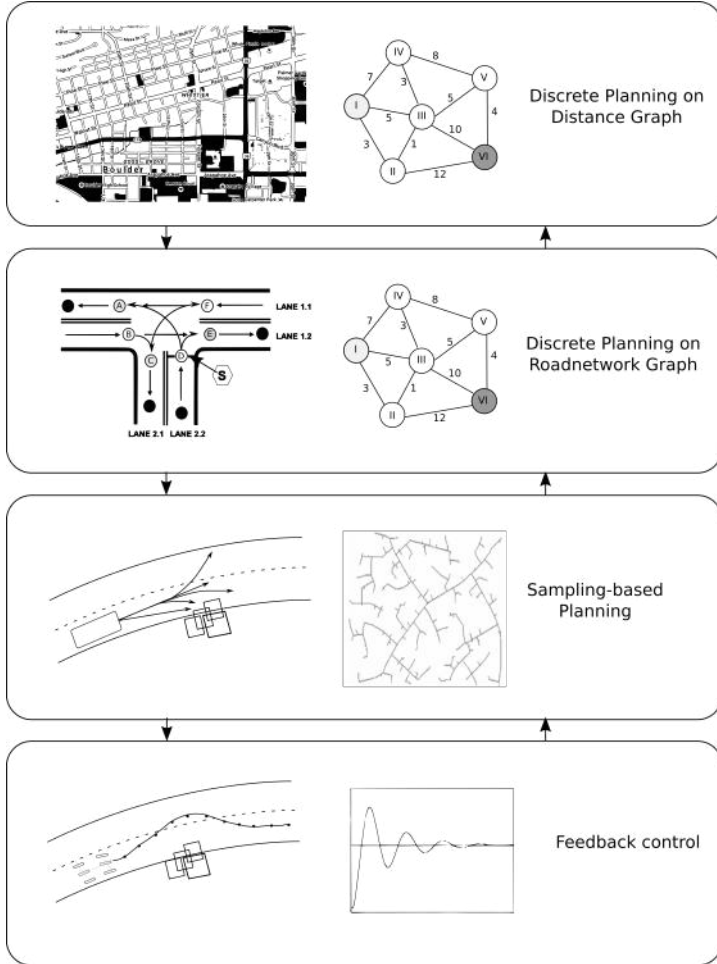 Boulder
IV
8
7
3
V
I
5
5
III
4
3
1
10
II
VI
12
Discrete Planning on
Distance Graph
A
F
LANE 1.1
B
E
LANE 1.2
C
D
S
LANE 2.1
LANE 2.2
IV
8
7
3
V
I
5
5
III
4
3
1
10
II
VI
12
Discrete Planning on
Roadnetwork Graph
Sampling-based
Planning
Feedback control